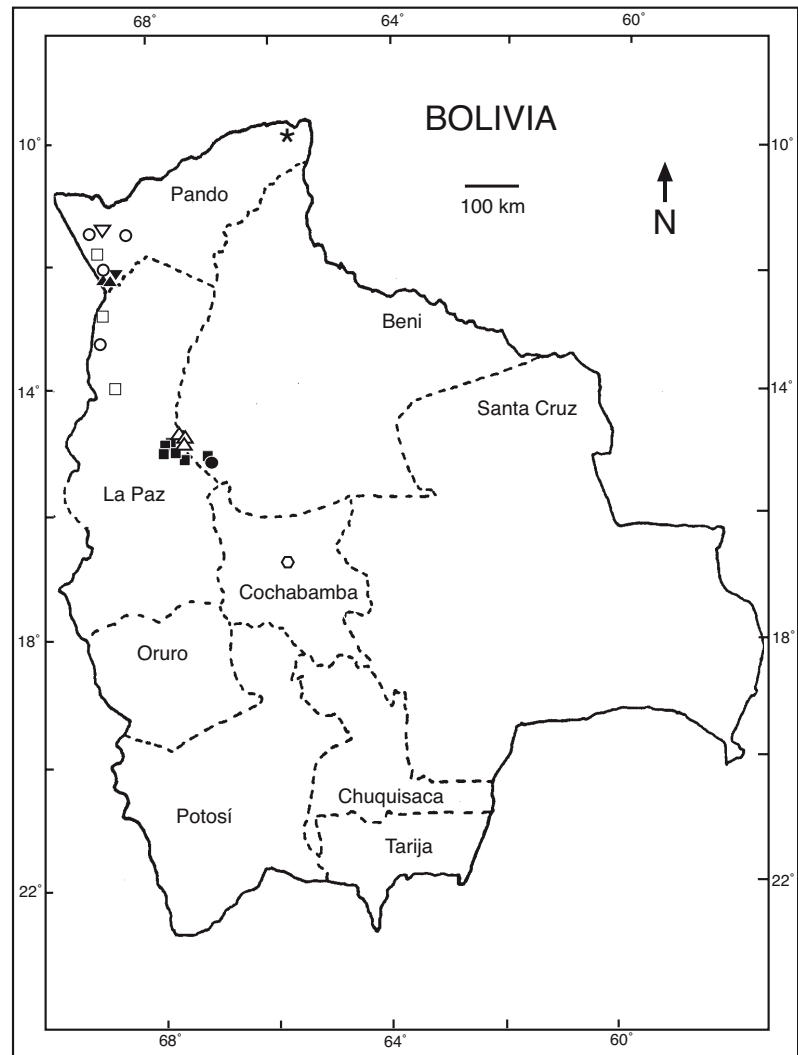 68° 64° 60°
BOLIVIA
10° 10°
*
Pando
100 km
N
12°
Beni
14° 14°
Santa Cruz
La Paz
Cochabamba
18° 18°
Oruro
Chuquisaca
Potosí
Tarija
22° 22°
68° 64° 60°